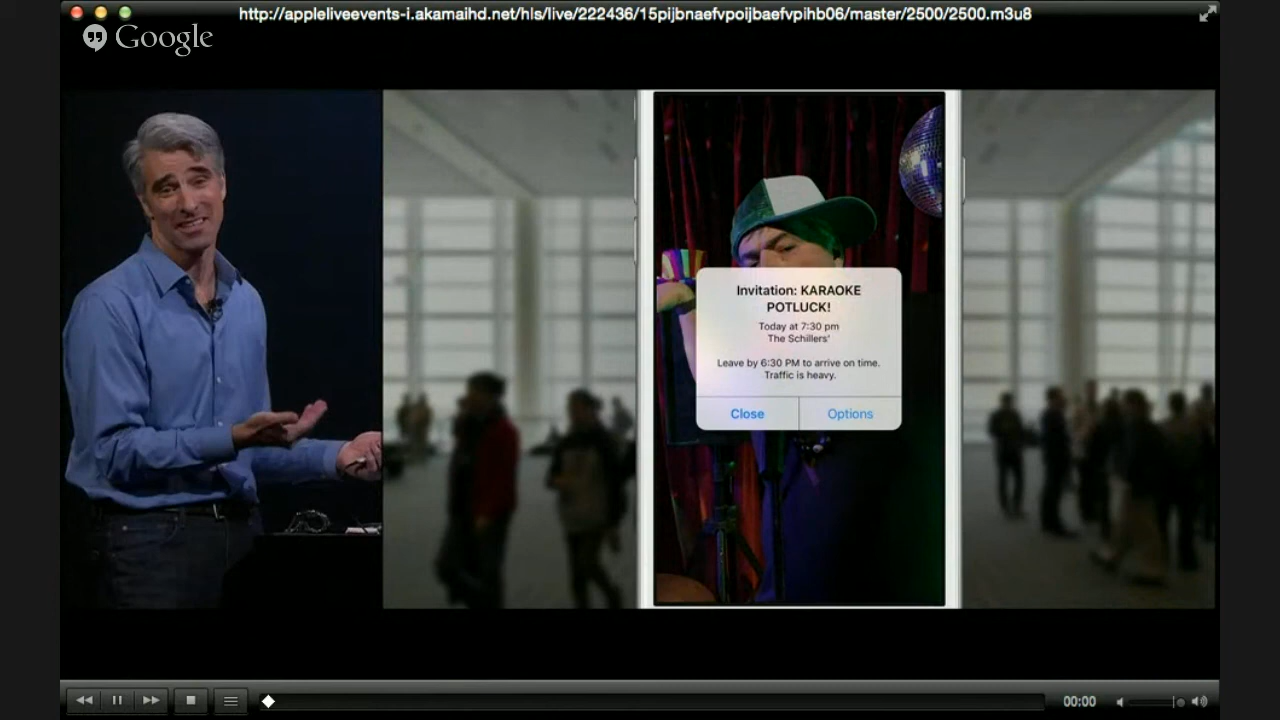 http://appleliveevents-i.akamaihd.net/hls/live/222436/15pijbnaefvpoijbaefvpihb06/master/2500/2500.m3u8
Google
Invitation: KARAOKE
POTLUCK!
Today at 7:30 pm
The Schillers'
Leave by 6:30 PM to arrive on time.
Traffic is heavy.
Close
Options
00:00